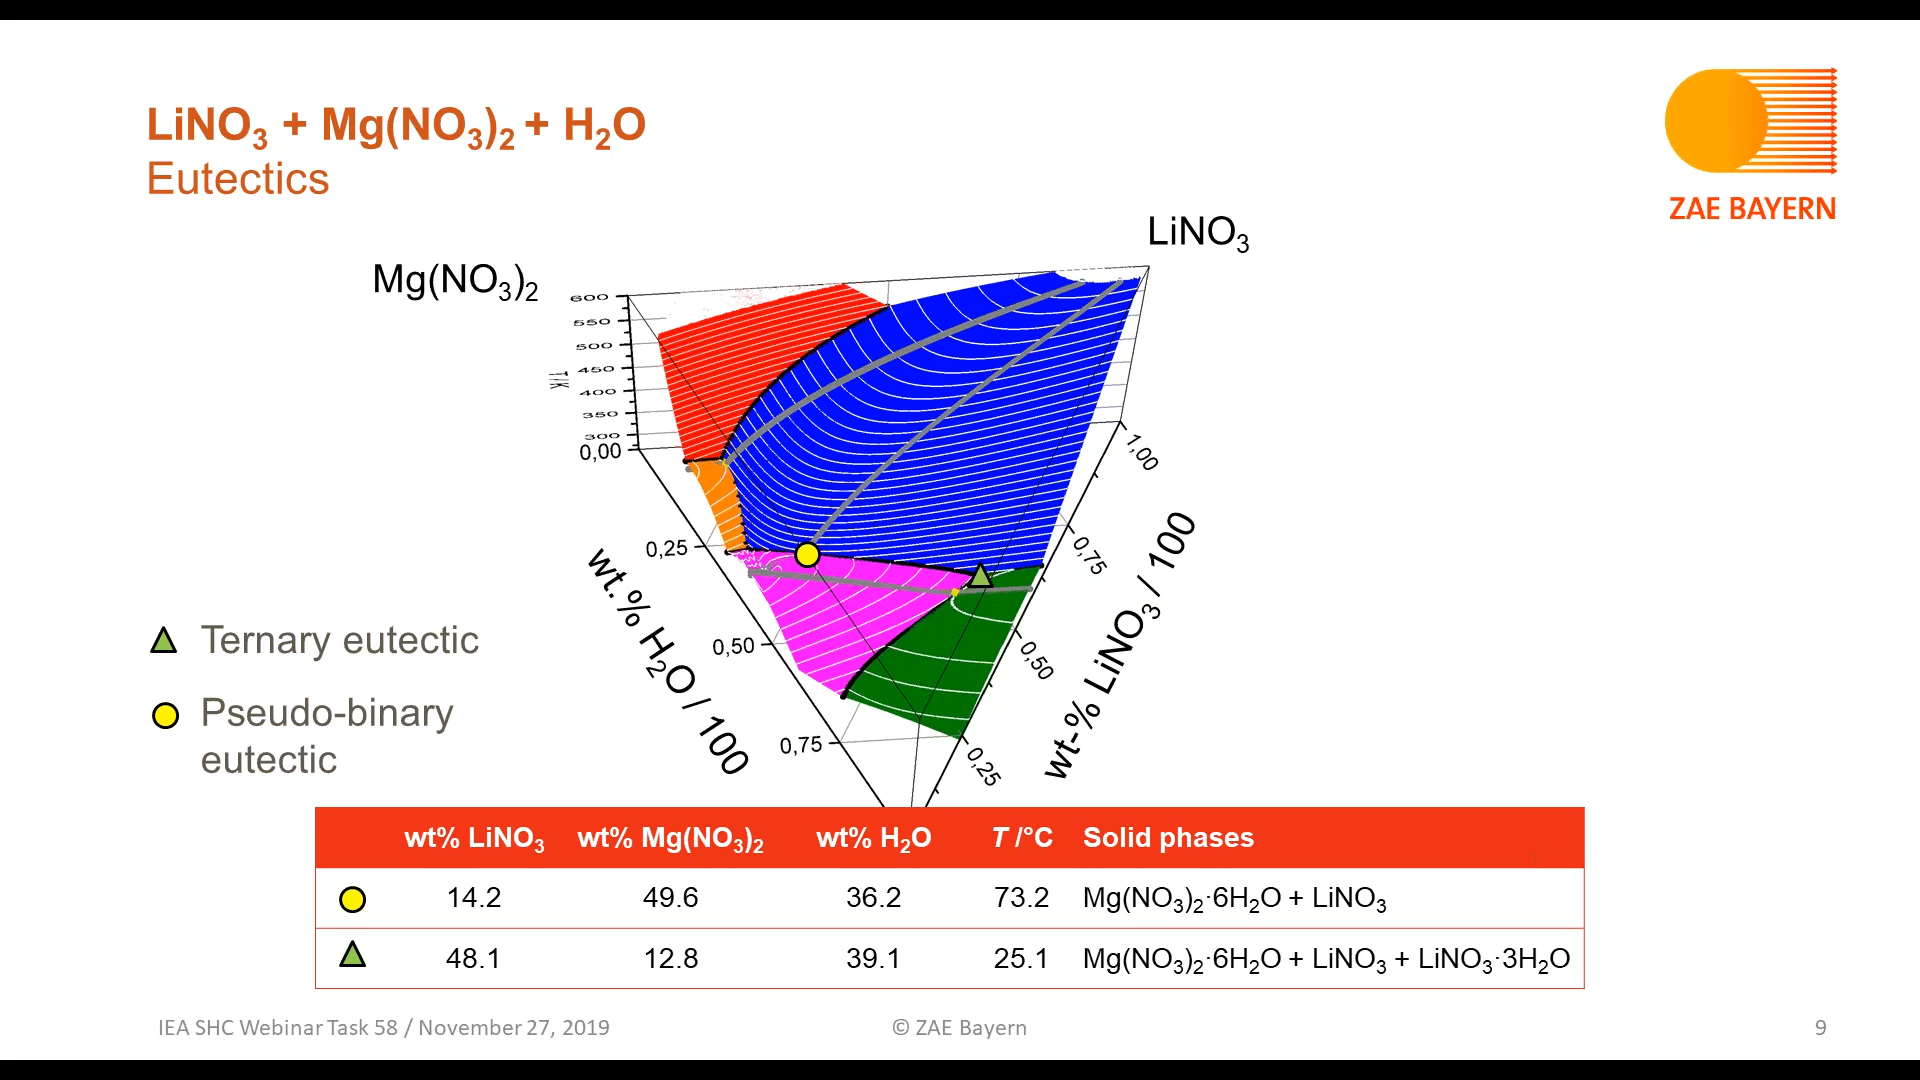 LiNO₃ + Mg(NO₃)₂ + H₂O
Eutectics
ZAE BAYERN
LiNO₃
Mg(NO₃)₂
600
550
500
450
400
350
300
T/K
0,00
0,25
0,50
0,75
wt.% H₂O / 100
1,00
0,75
0,50
0,25
wt-% LiNO₃ / 100
Ternary eutectic
Pseudo-binary
eutectic
wt% LiNO₃ wt% Mg(NO₃)₂ wt% H₂O T /°C Solid phases
14.2 49.6 36.2 73.2 Mg(NO₃)₂·6H₂O + LiNO₃
48.1 12.8 39.1 25.1 Mg(NO₃)₂·6H₂O + LiNO₃ + LiNO₃·3H₂O
IEA SHC Webinar Task 58 / November 27, 2019 © ZAE Bayern 9